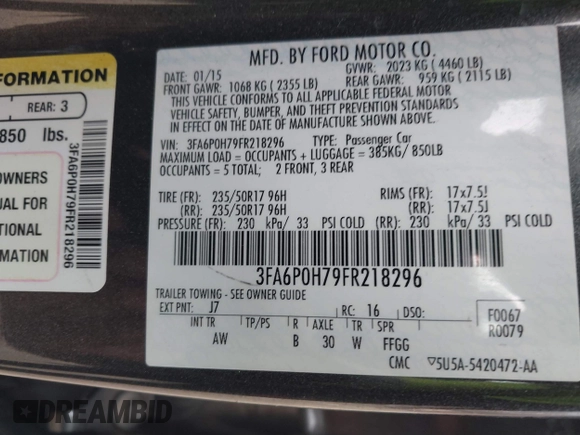 FORMATION
REAR: 3
850 lbs.
OWNERS
UAL FOR
TIONAL
MATION
3FA6P0H79FR218296
MFD. BY FORD MOTOR CO.
DATE: 01/15 GVWR: 2023 KG ( 4460 LB)
FRONT GAWR: 1068 KG ( 2355 LB) REAR GAWR: 959 KG ( 2115 LB)
THIS VEHICLE CONFORMS TO ALL APPLICABLE FEDERAL MOTOR
VEHICLE SAFETY, BUMPER, AND THEFT PREVENTION STANDARDS
IN EFFECT ON THE DATE OF MANUFACTURE SHOWN ABOVE.
VIN: 3FA6P0H79FR218296 TYPE: Passenger Car
MAXIMUM LOAD = OCCUPANTS + LUGGAGE = 385KG/ 850LB
OCCUPANTS = 5 TOTAL; 2 FRONT, 3 REAR
TIRE (FR): 235/50R17 96H RIMS (FR): 17x7.5J
(RR): 235/50R17 96H (RR): 17x7.5J
PRESSURE (FR): 230 kPa/ 33 PSI COLD (RR): 230 kPa/ 33 PSI COLD
3FA6P0H79FR218296
TRAILER TOWING - SEE OWNER GUIDE
EXT PNT: J7 RC: 16 DSO: F0067
R0079
INT TR TP/PS R AXLE TR SPR
AW B 30 W FFGG
CMC 5U5A-5420472-AA
DREAMBID